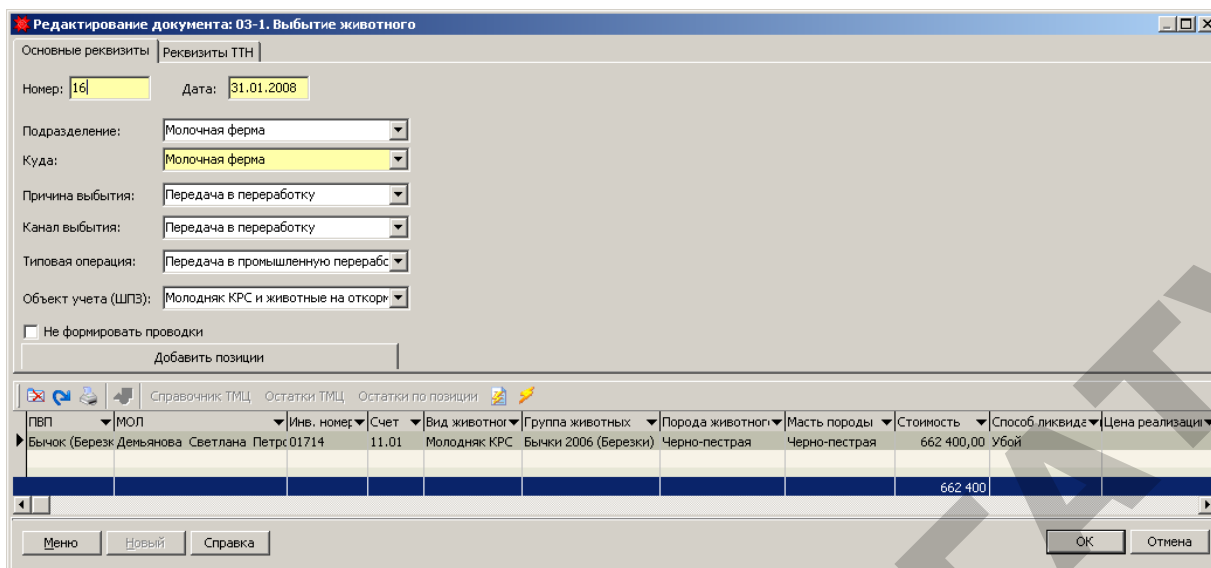 Редактирование документа: 03-1. Выбытие животного
Основные реквизиты Реквизиты ТТН
Номер: 16 Дата: 31.01.2008
Подразделение: Молочная ферма
Куда: Молочная ферма
Причина выбытия: Передача в переработку
Канал выбытия: Передача в переработку
Типовая операция: Передача в промышленную перерабс
Объект учета (ШПЗ): Молодняк КРС и животные на откорм
Не формировать проводки
Добавить позиции
Справочник ТМЦ Остатки ТМЦ Остатки по позиции
ПВП МОЛ Инв. номер Счет Вид животног Группа животных Порода животного Масть породы Стоимость Способ ликвида Цена реализации
Бычок (Березк Демьянова Светлана Петро 01714 11.01 Молодняк КРС Бычки 2006 (Березки) Черно-пестрая Черно-пестрая 662 400,00 Убой
662 400
Меню Новый Справка ОК Отмена